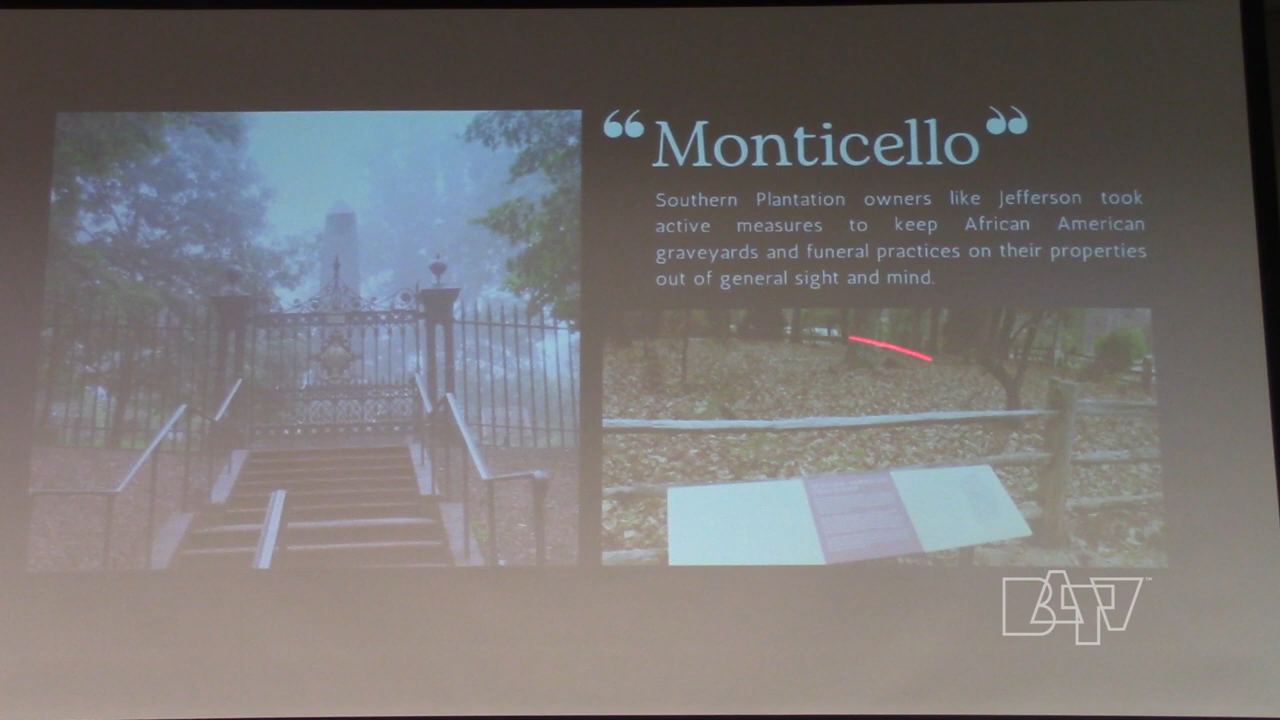 “Monticello”
Southern Plantation owners like Jefferson took
active measures to keep African American
graveyards and funeral practices on their properties
out of general sight and mind.
BATV™